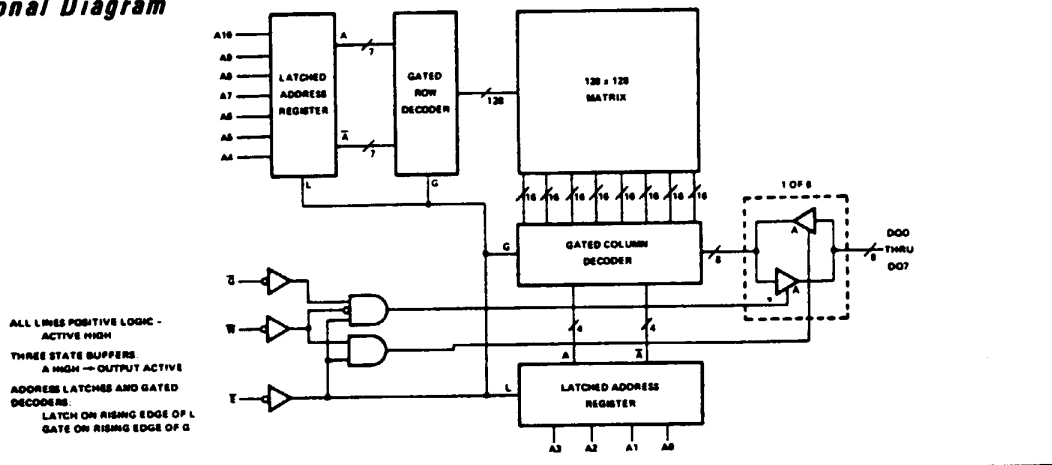 onal Diagram
A10
A9
A8
A7
A6
A5
A4
LATCHED
ADDRESS
REGISTER
A
7
A̅
7
L
GATED
ROW
DECODER
G
128
128 x 128
MATRIX
16 16 16 16 16 16 16 16
G
GATED COLUMN
DECODER
8
1 OF 8
A
A
8
DQ0
THRU
DQ7
G̅
W̅
E̅
4
4
A
A̅
L
LATCHED ADDRESS
REGISTER
A3 A2 A1 A0
ALL LINES POSITIVE LOGIC -
ACTIVE HIGH
THREE STATE BUFFERS:
A HIGH → OUTPUT ACTIVE
ADDRESS LATCHES AND GATED
DECODERS:
LATCH ON RISING EDGE OF L
GATE ON RISING EDGE OF G